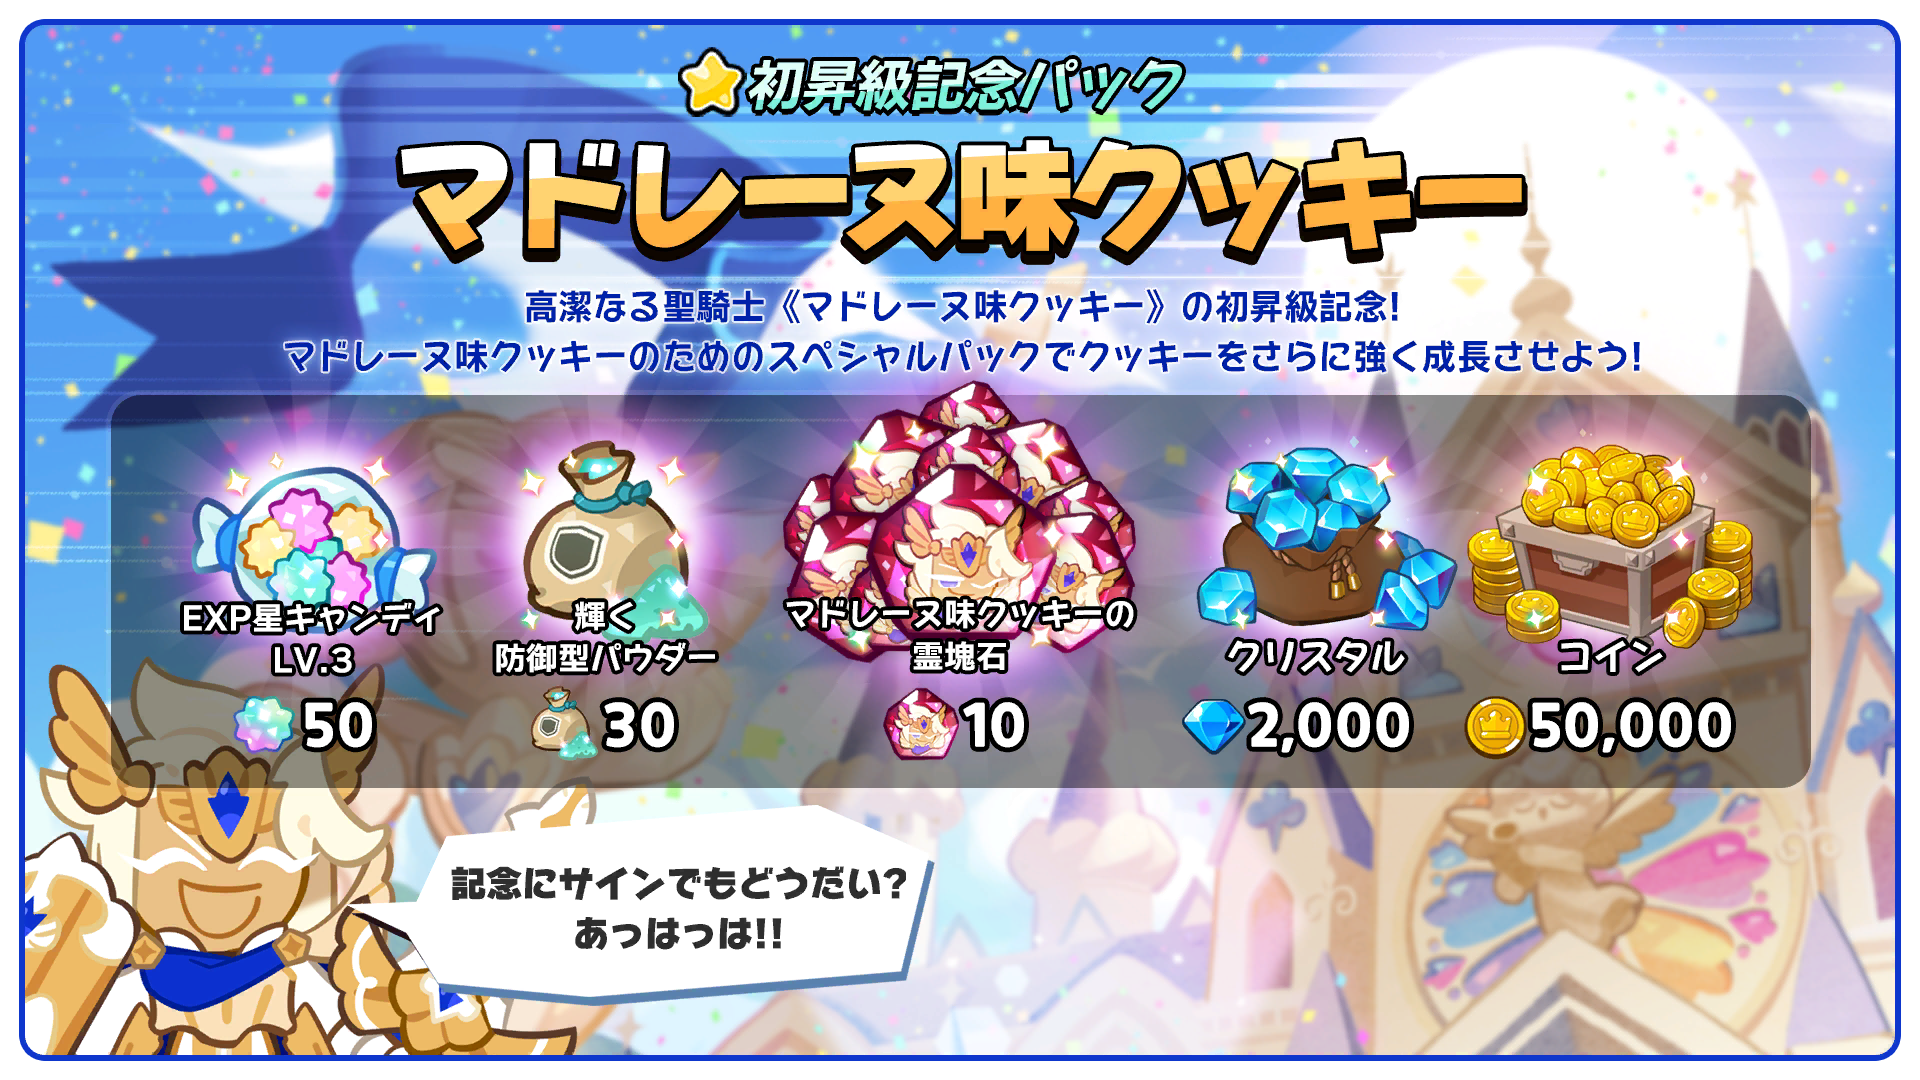 初昇級記念パック
マドレーヌ味クッキー
高潔なる聖騎士《マドレーヌ味クッキー》の初昇級記念!
マドレーヌ味クッキーのためのスペシャルパックでクッキーをさらに強く成長させよう!
EXP星キャンディ
LV.3
50
輝く
防御型パウダー
30
マドレーヌ味クッキーの
霊塊石
10
クリスタル
2,000
コイン
50,000
記念にサインでもどうだい?
あっはっは!!